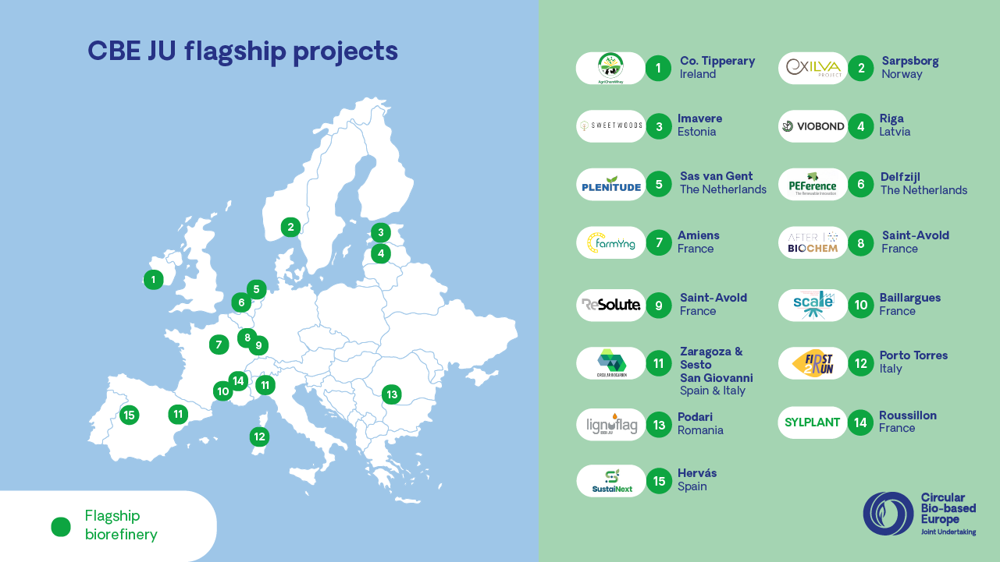 CBE JU flagship projects
1
2
3
4
5
6
7
8
9
10
14
11
15
11
12
13
Flagship
biorefinery
AgriChemWhey
1
Co. Tipperary
Ireland
EXILVA
PROJECT
2
Sarpsborg
Norway
SWEETWOODS
3
Imavere
Estonia
VIOBOND
4
Riga
Latvia
PLENITUDE
5
Sas van Gent
The Netherlands
PEFerence
The Renewable Innovation
6
Delfzijl
The Netherlands
farmYng
7
Amiens
France
AFTER
BIOCHEM
8
Saint-Avold
France
ReSolute.
9
Saint-Avold
France
scale
10
Baillargues
France
CIRCULAR BIOCARBON
11
Zaragoza &
Sesto
San Giovanni
Spain & Italy
FIRST
2RUN
12
Porto Torres
Italy
lignoflag
BBI JU
13
Podari
Romania
SYLPLANT
14
Roussillon
France
SustaiNext
15
Hervás
Spain
Circular
Bio-based
Europe
Joint Undertaking